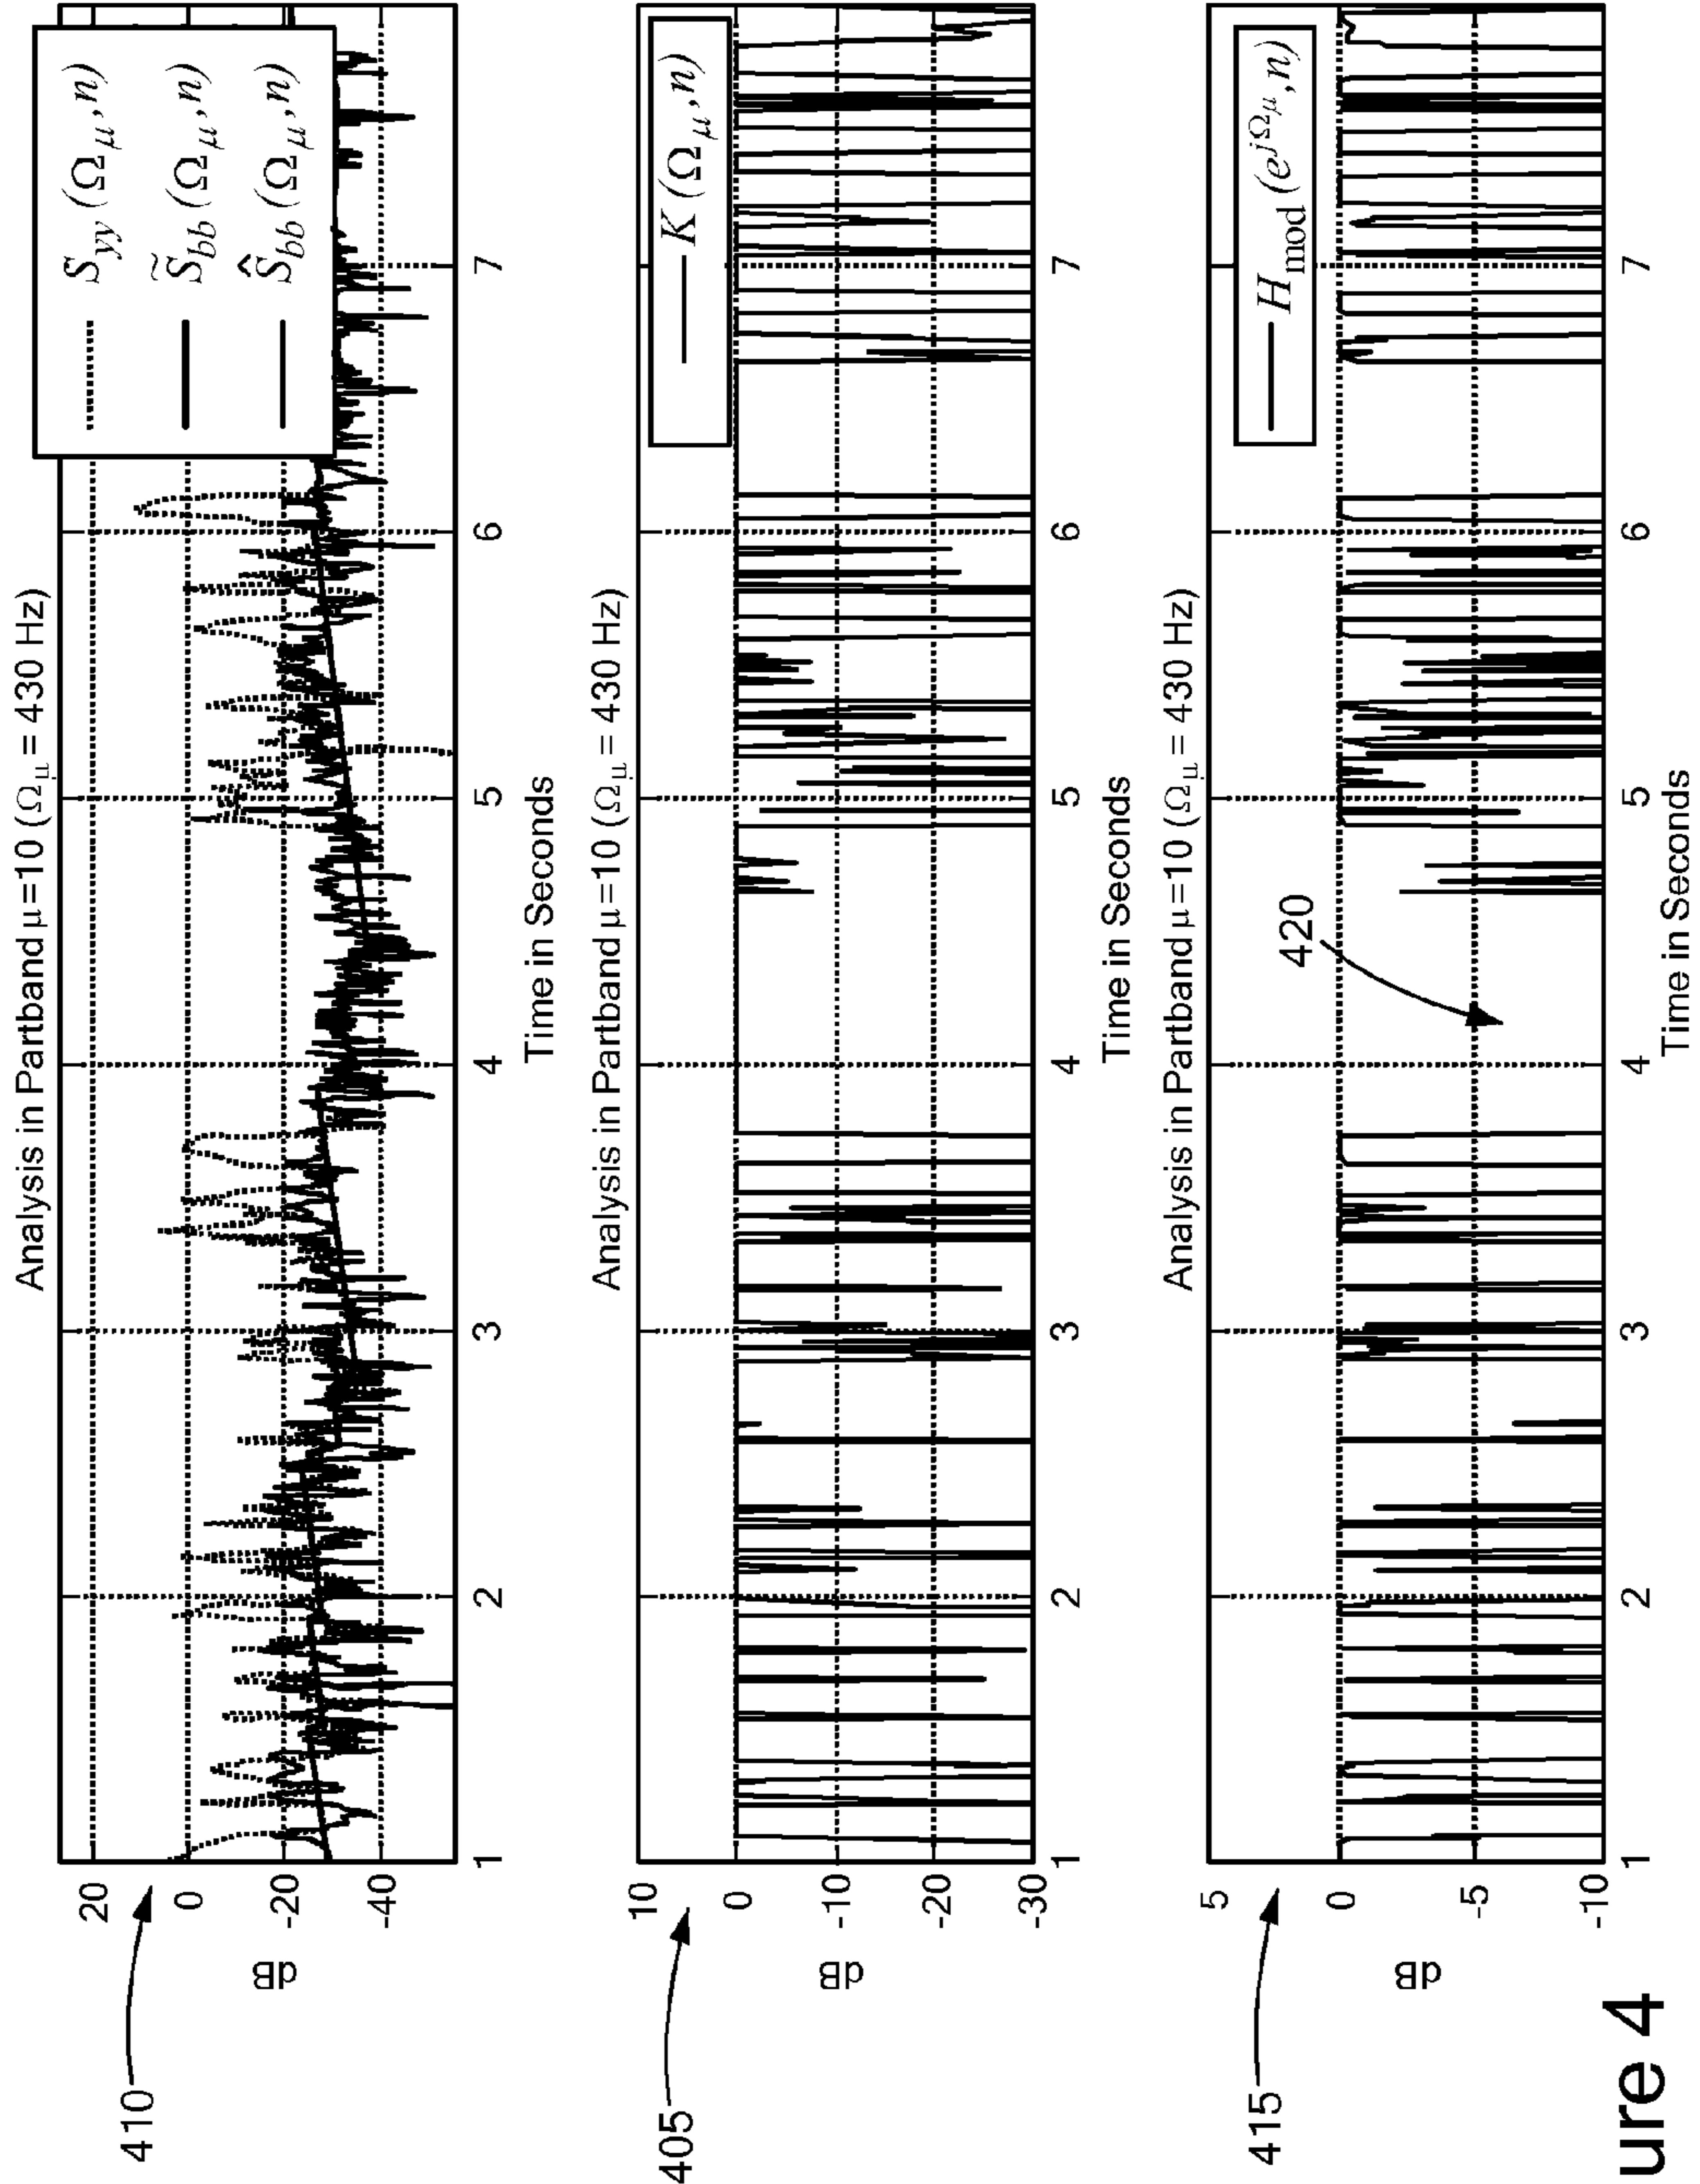 Analysis in Partband μ=10 (Ω_μ = 430 Hz)
410
dB
20
0
-20
-40
S_yy (Ω_μ, n)
S̃_bb (Ω_μ, n)
Ŝ_bb (Ω_μ, n)
1 2 3 4 5 6 7
Time in Seconds
Analysis in Partband μ=10 (Ω_μ = 430 Hz)
405
dB
10
0
-10
-20
-30
K (Ω_μ, n)
1 2 3 4 5 6 7
Time in Seconds
Analysis in Partband μ=10 (Ω_μ = 430 Hz)
415
dB
5
0
-5
-10
H_mod (e^{jΩ_μ}, n)
420
1 2 3 4 5 6 7
Time in Seconds
ure 4